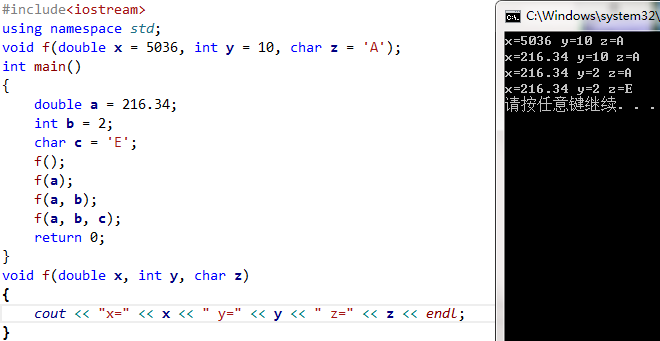 #include<iostream>
using namespace std;
void f(double x = 5036, int y = 10, char z = 'A');
int main()
{
    double a = 216.34;
    int b = 2;
    char c = 'E';
    f();
    f(a);
    f(a, b);
    f(a, b, c);
    return 0;
}
void f(double x, int y, char z)
{
    cout << "x=" << x << " y=" << y << " z=" << z << endl;
}
C:\Windows\system32\
x=5036 y=10 z=A
x=216.34 y=10 z=A
x=216.34 y=2 z=A
x=216.34 y=2 z=E
请按任意键继续. . .